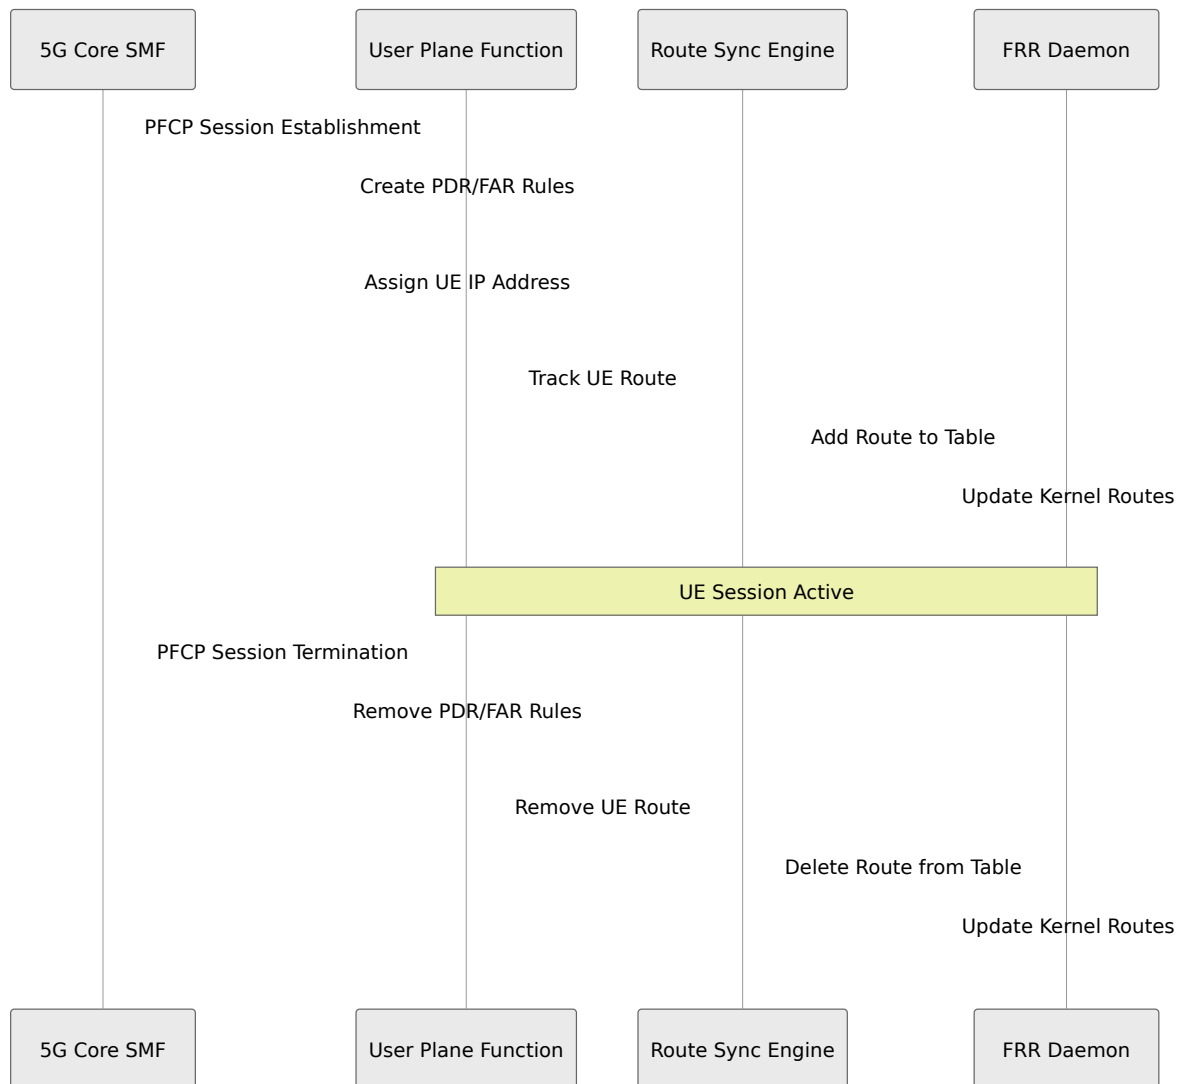 5G Core SMF
User Plane Function
Route Sync Engine
FRR Daemon
PFCP Session Establishment
Create PDR/FAR Rules
Assign UE IP Address
Track UE Route
Add Route to Table
Update Kernel Routes
UE Session Active
PFCP Session Termination
Remove PDR/FAR Rules
Remove UE Route
Delete Route from Table
Update Kernel Routes
5G Core SMF
User Plane Function
Route Sync Engine
FRR Daemon